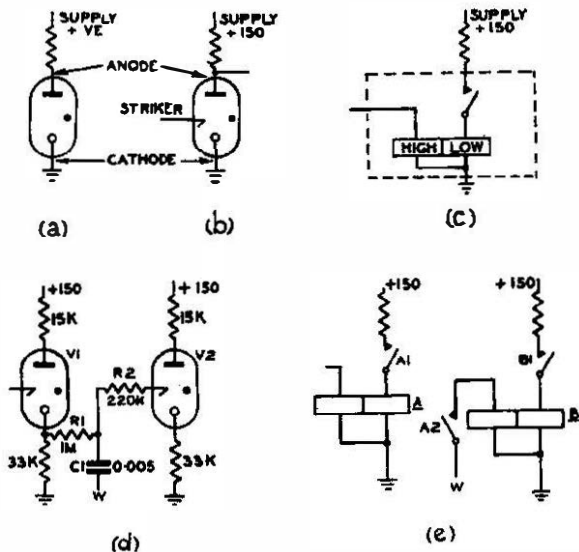 SUPPLY
+ VE
SUPPLY
+150
SUPPLY
+150
ANODE
STRIKER
CATHODE
HIGH LOW
(a)
(b)
(c)
+150
15K
V1
R1
1M
33K
C1 0·005
W
R2
220K
+150
15K
V2
33K
(d)
+150
A1
A
A2
W
+150
B1
B
(e)